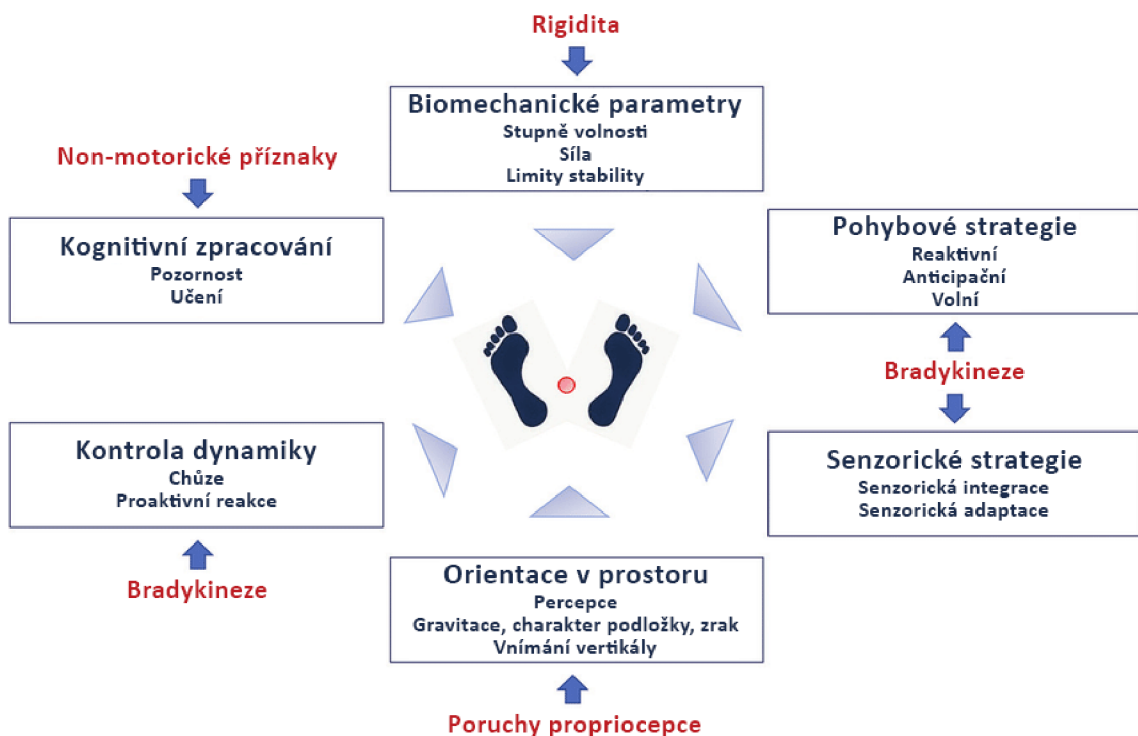 Rigidita
Biomechanické parametry
Stupně volnosti
Síla
Limity stability
Non-motorické příznaky
Kognitivní zpracování
Pozornost
Učení
Pohybové strategie
Reaktivní
Anticipační
Volní
Bradykineze
Senzorické strategie
Senzorická integrace
Senzorická adaptace
Kontrola dynamiky
Chůze
Proaktivní reakce
Bradykineze
Orientace v prostoru
Percepce
Gravitace, charakter podložky, zrak
Vnímání vertikály
Poruchy propriocepce